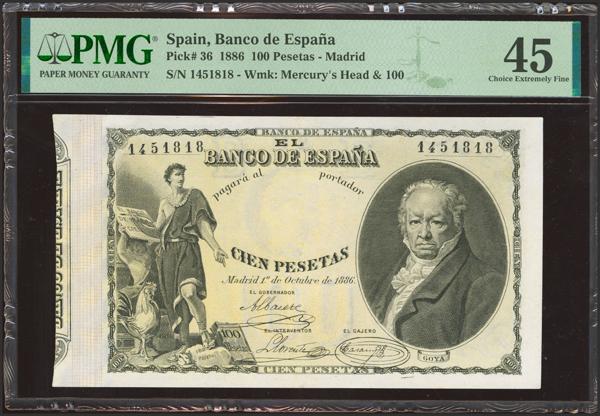 PMG
PAPER MONEY GUARANTY
Spain, Banco de España
Pick# 36 1886 100 Pesetas - Madrid
S/N 1451818 - Wmk: Mercury's Head & 100
45
Choice Extremely Fine
BANCO DE ESPAÑA
1451818
EL
1451818
BANCO DE ESPAÑA
pagará al portador
CIEN PESETAS
Madrid 1º de Octubre de 1886.
EL GOBERNADOR
EL INTERVENTOR
EL CAJERO
100
GOYA
CIEN PESETAS